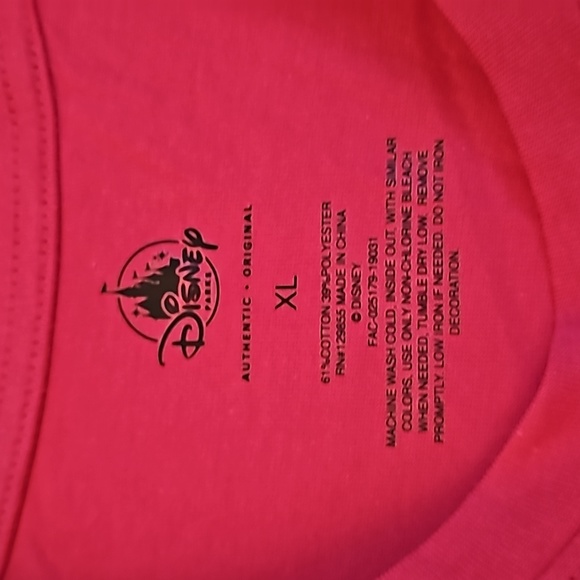 Disney
PARKS
AUTHENTIC • ORIGINAL
XL
61%COTTON 39%POLYESTER
RN#129855 MADE IN CHINA
© DISNEY
FAC-025179-19031
MACHINE WASH COLD, INSIDE OUT, WITH SIMILAR
COLORS. USE ONLY NON-CHLORINE BLEACH
WHEN NEEDED. TUMBLE DRY LOW. REMOVE
PROMPTLY. LOW IRON IF NEEDED. DO NOT IRON
DECORATION.